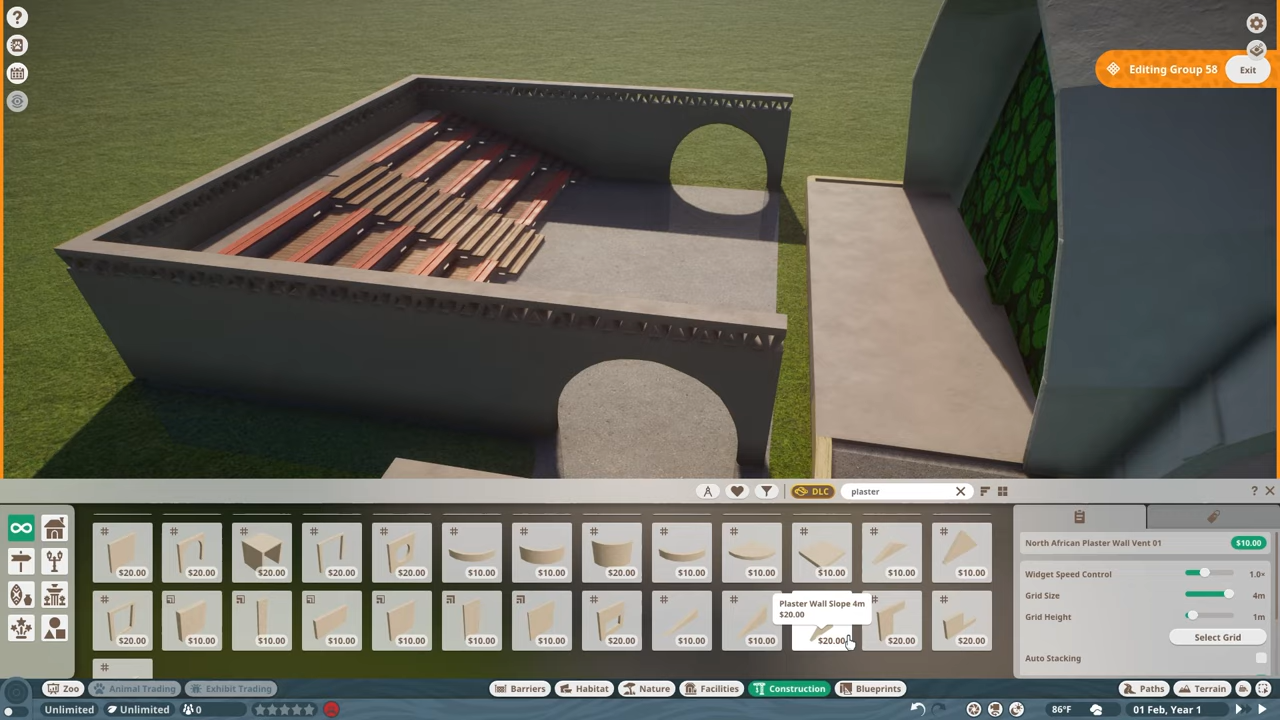 ?
Editing Group 58
Exit
DLC
plaster
?
$20.00
$20.00
$20.00
$20.00
$20.00
$10.00
$10.00
$20.00
$10.00
$10.00
$10.00
$10.00
$10.00
Plaster Wall Slope 4m
$20.00
$20.00
$10.00
$10.00
$10.00
$10.00
$10.00
$10.00
$20.00
$10.00
$10.00
$20.00
$20.00
$20.00
North African Plaster Wall Vent 01
$10.00
Widget Speed Control
1.0×
Grid Size
4m
Grid Height
1m
Select Grid
Auto Stacking
Zoo
Animal Trading
Exhibit Trading
Barriers
Habitat
Nature
Facilities
Construction
Blueprints
Paths
Terrain
Unlimited
Unlimited
0
86°F
01 Feb, Year 1